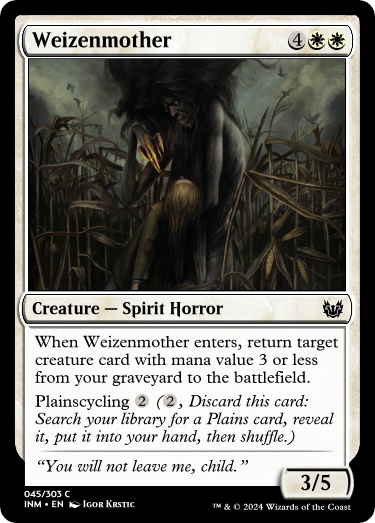 Weizenmother 4
When Weizenmother enters, return target
creature card with mana value 3 or less
from your graveyard to the battlefield.
Plainscycling 2 (2, Discard this card:
Search your library for a Plains card, reveal
it, put it into your hand, then shuffle.)
“You will not leave me, child.”
Creature — Spirit Horror
3/5
045/303 C
INM • EN Igor Krstic
™ & © 2024 Wizards of the Coast